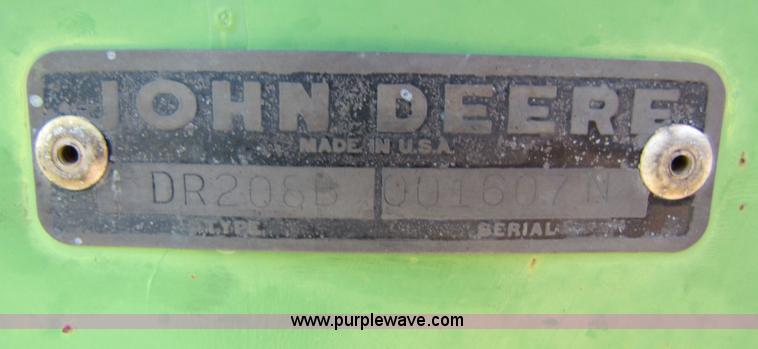 JOHN DEERE
MADE IN U.S.A.
DR208B 001607N
TYPE SERIAL
www.purplewave.com